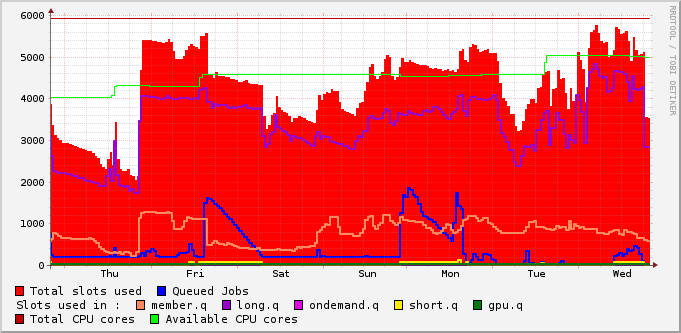 RRDTOOL / TOBI OETIKER
6000
5000
4000
3000
2000
1000
0
Thu Fri Sat Sun Mon Tue Wed
Total slots used Queued Jobs
Slots used in : member.q long.q ondemand.q short.q gpu.q
Total CPU cores Available CPU cores